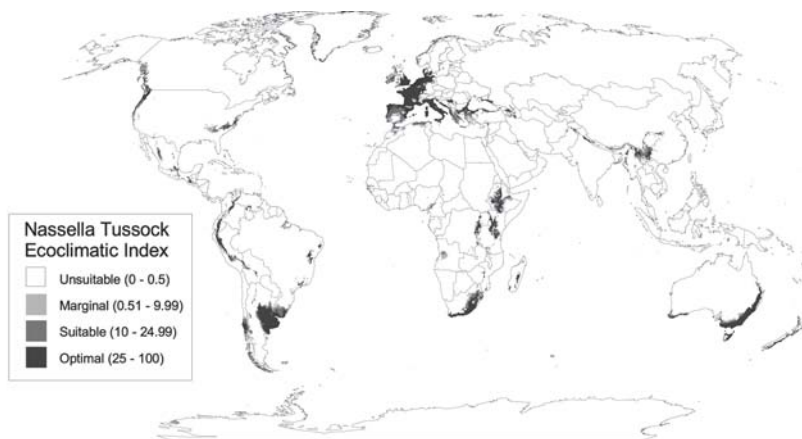 Nassella Tussock
Ecoclimatic Index
Unsuitable (0 - 0.5)
Marginal (0.51 - 9.99)
Suitable (10 - 24.99)
Optimal (25 - 100)